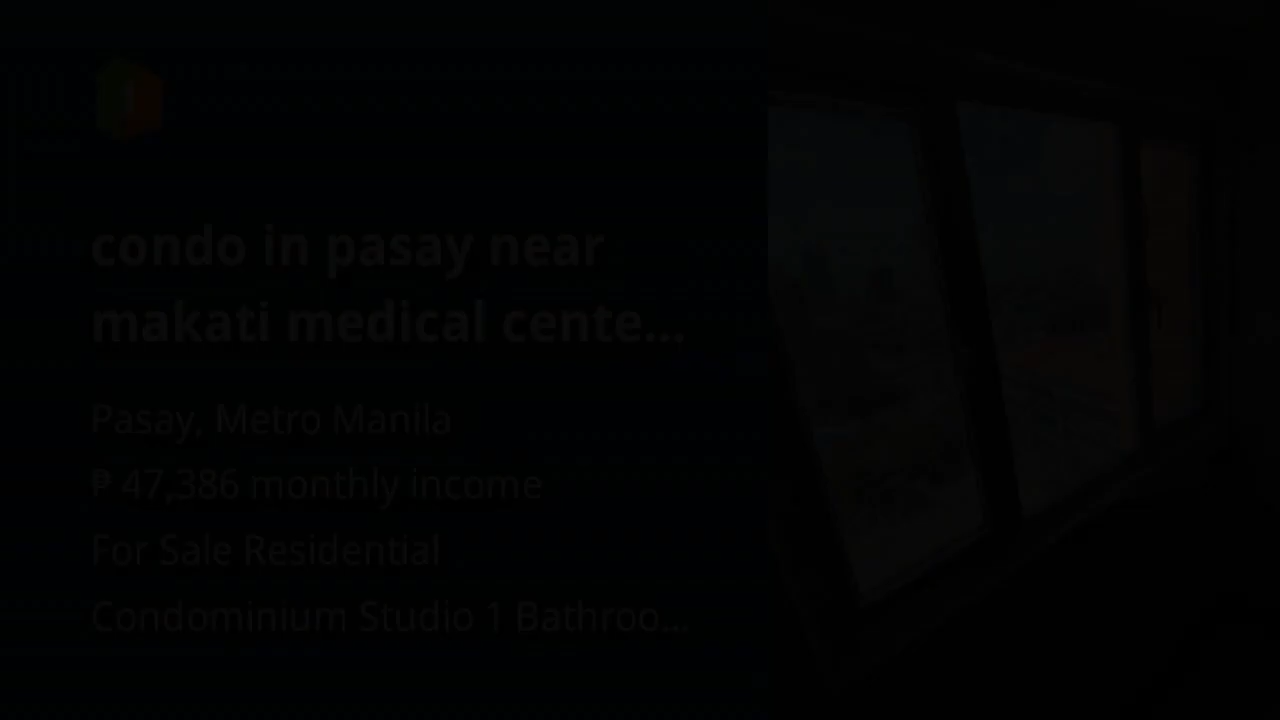 condo in pasay near
makati medical cente...
Pasay, Metro Manila
₱ 47,386 monthly income
For Sale Residential
Condominium Studio 1 Bathroo...